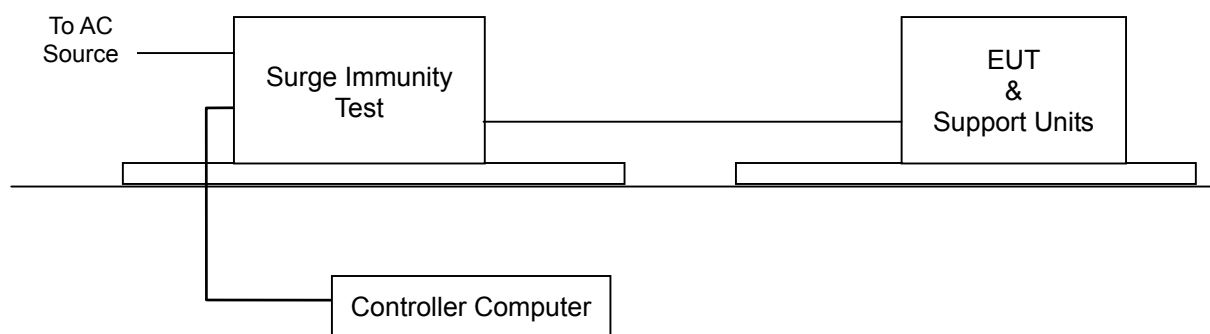 To AC
Source
Surge Immunity
Test
EUT
&
Support Units
Controller Computer